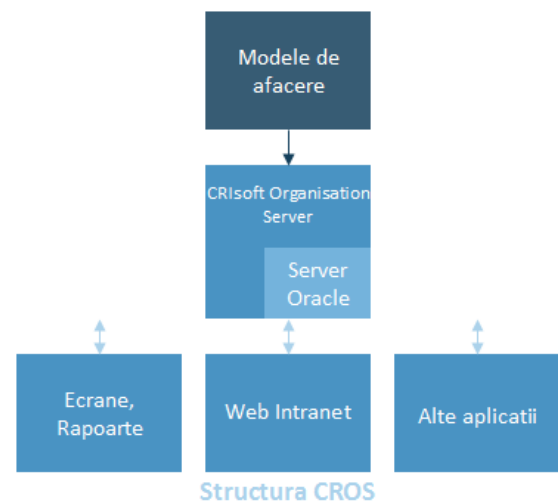 Modele de
afacere
CRIsoft Organisation
Server
Server
Oracle
Ecrane,
Rapoarte
Web Intranet
Alte aplicatii
Structura CROS